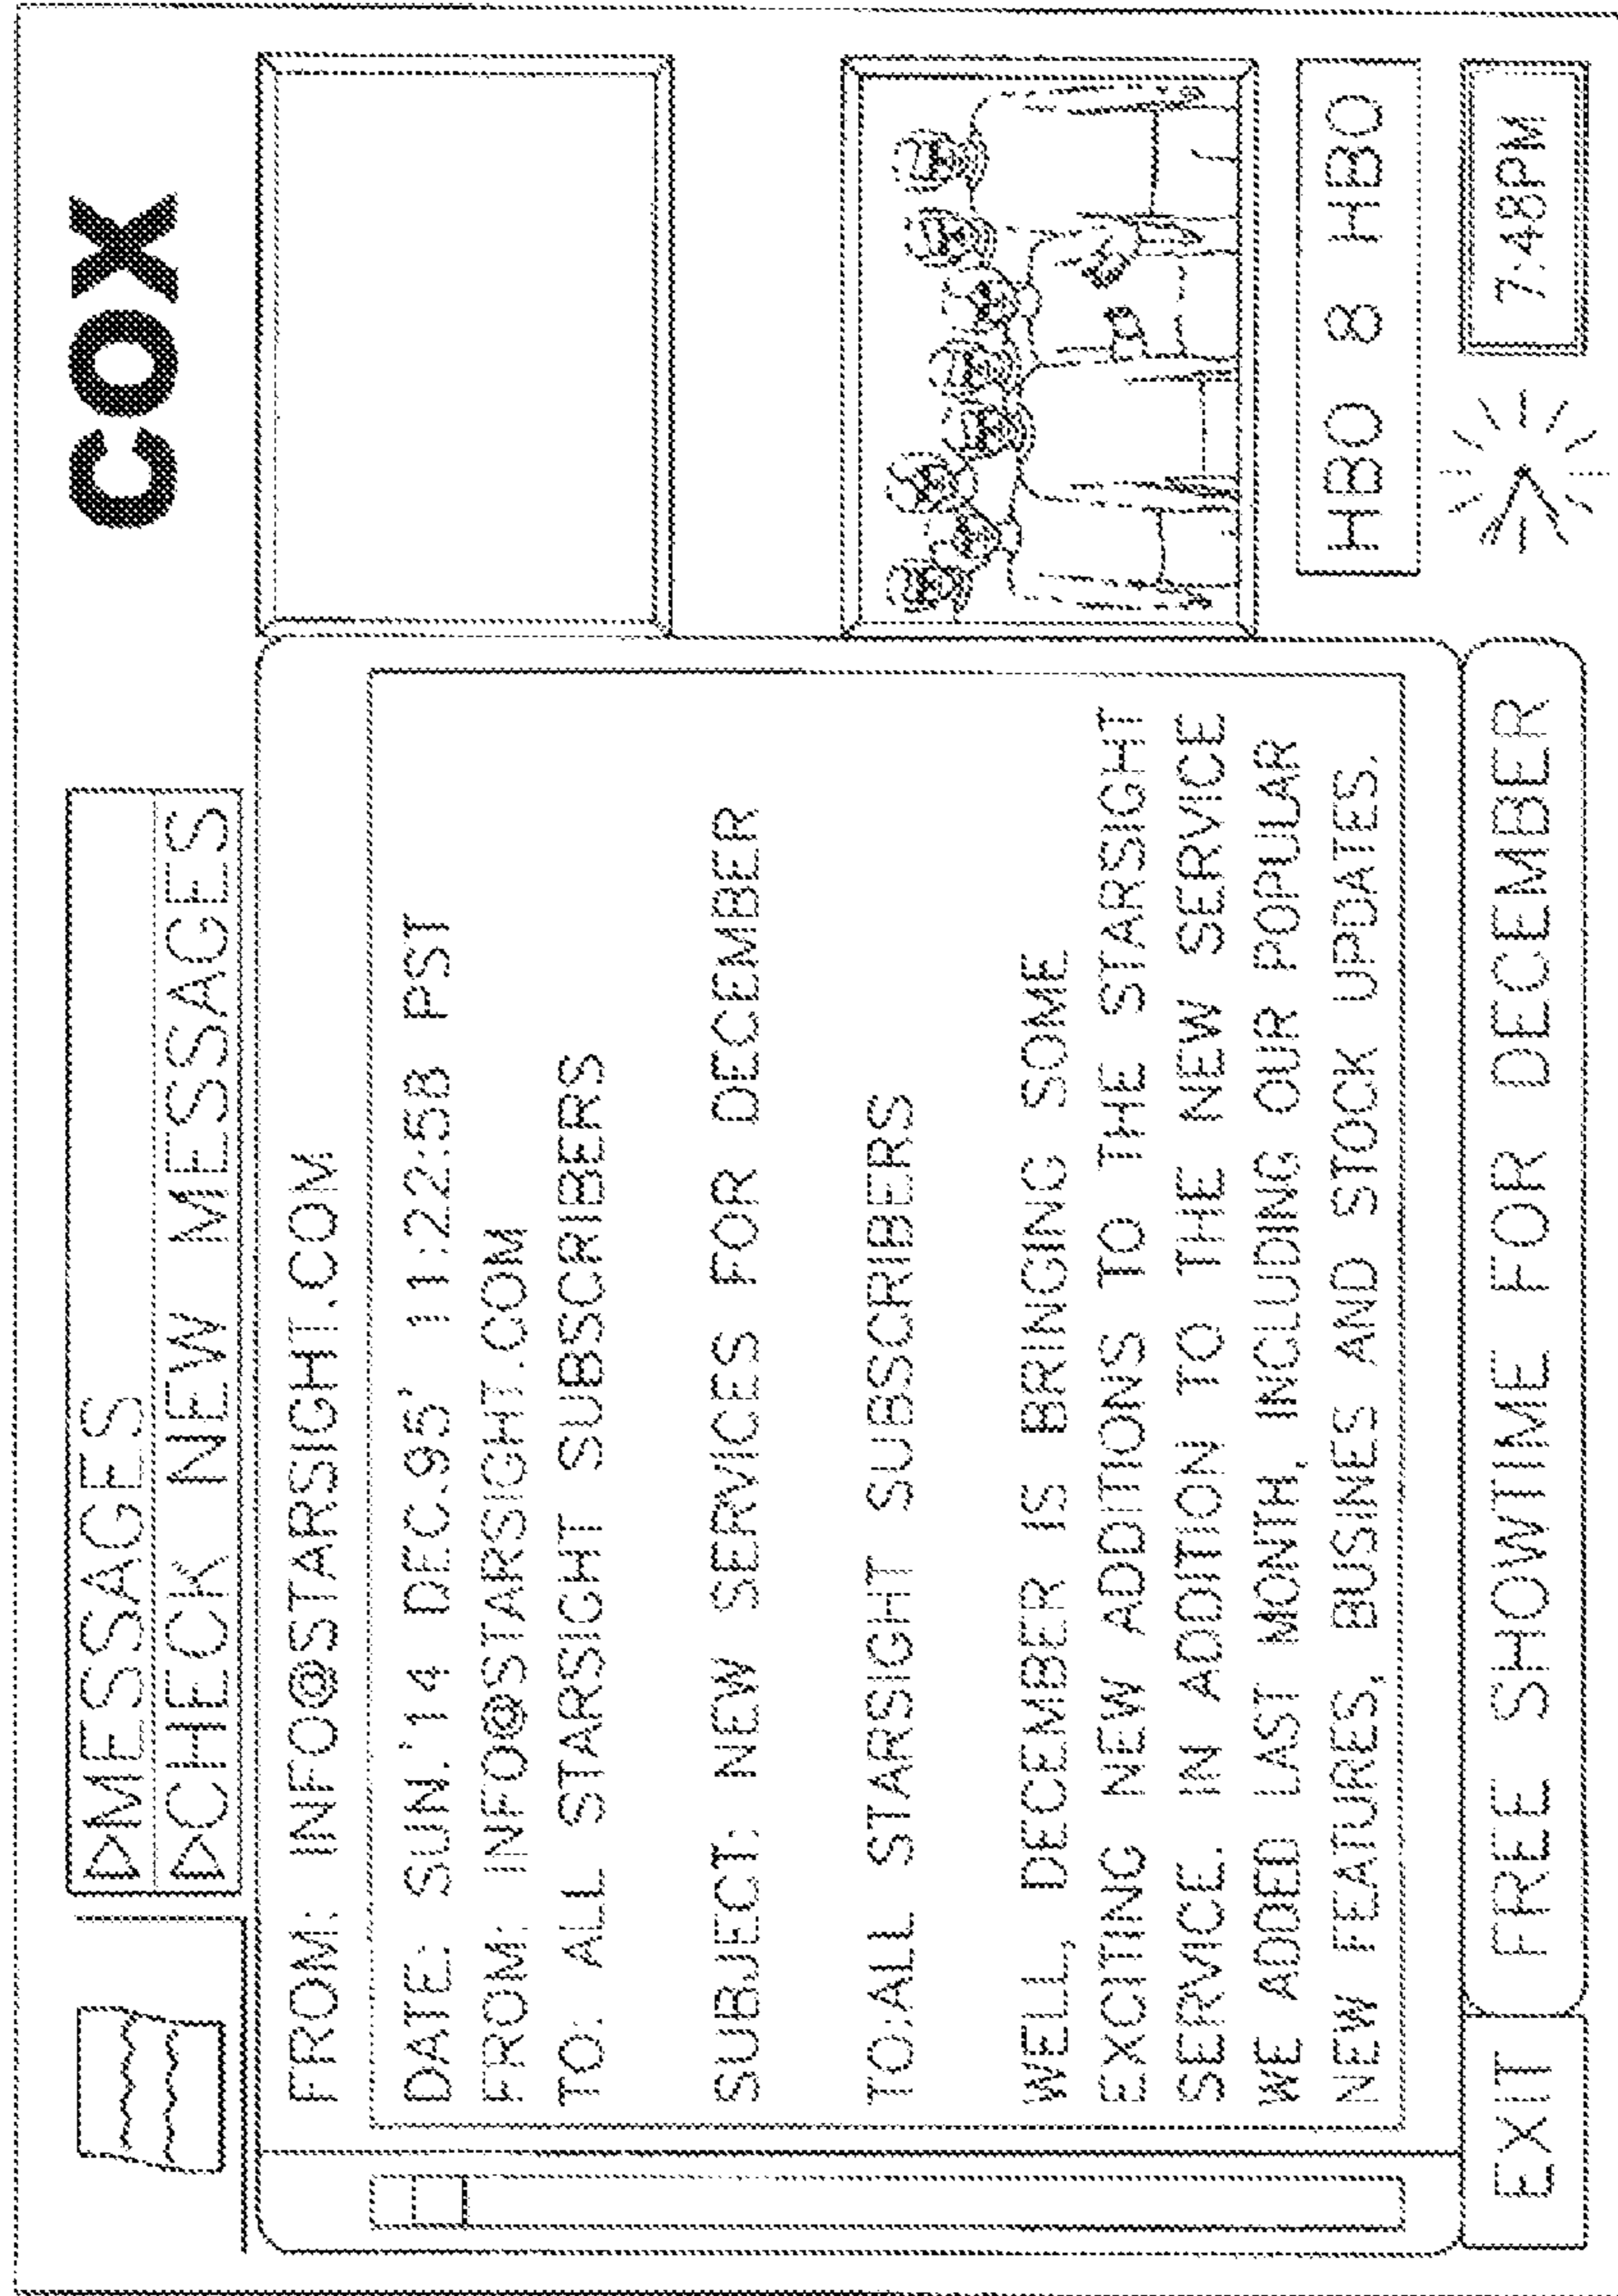 COX
▷MESSAGES
▷CHECK NEW MESSAGES
FROM: INFO@STARSIGHT.COM
DATE: SUN.'14 DEC.95' 11:22:58 PST
FROM: INFO@STARSIGHT.COM
TO: ALL STARSIGHT SUBSCRIBERS
SUBJECT: NEW SERVICES FOR DECEMBER
TO:ALL STARSIGHT SUBSCRIBERS
WELL, DECEMBER IS BRINGING SOME
EXCITING NEW ADDITIONS TO THE STARSIGHT
SERVICE. IN ADDITION TO THE NEW SERVICE
WE ADDED LAST MONTH, INCLUDING OUR POPULAR
NEW FEATURES, BUSINES AND STOCK UPDATES.
HBO 8 HBO
EXIT
FREE SHOWTIME FOR DECEMBER
7:48PM